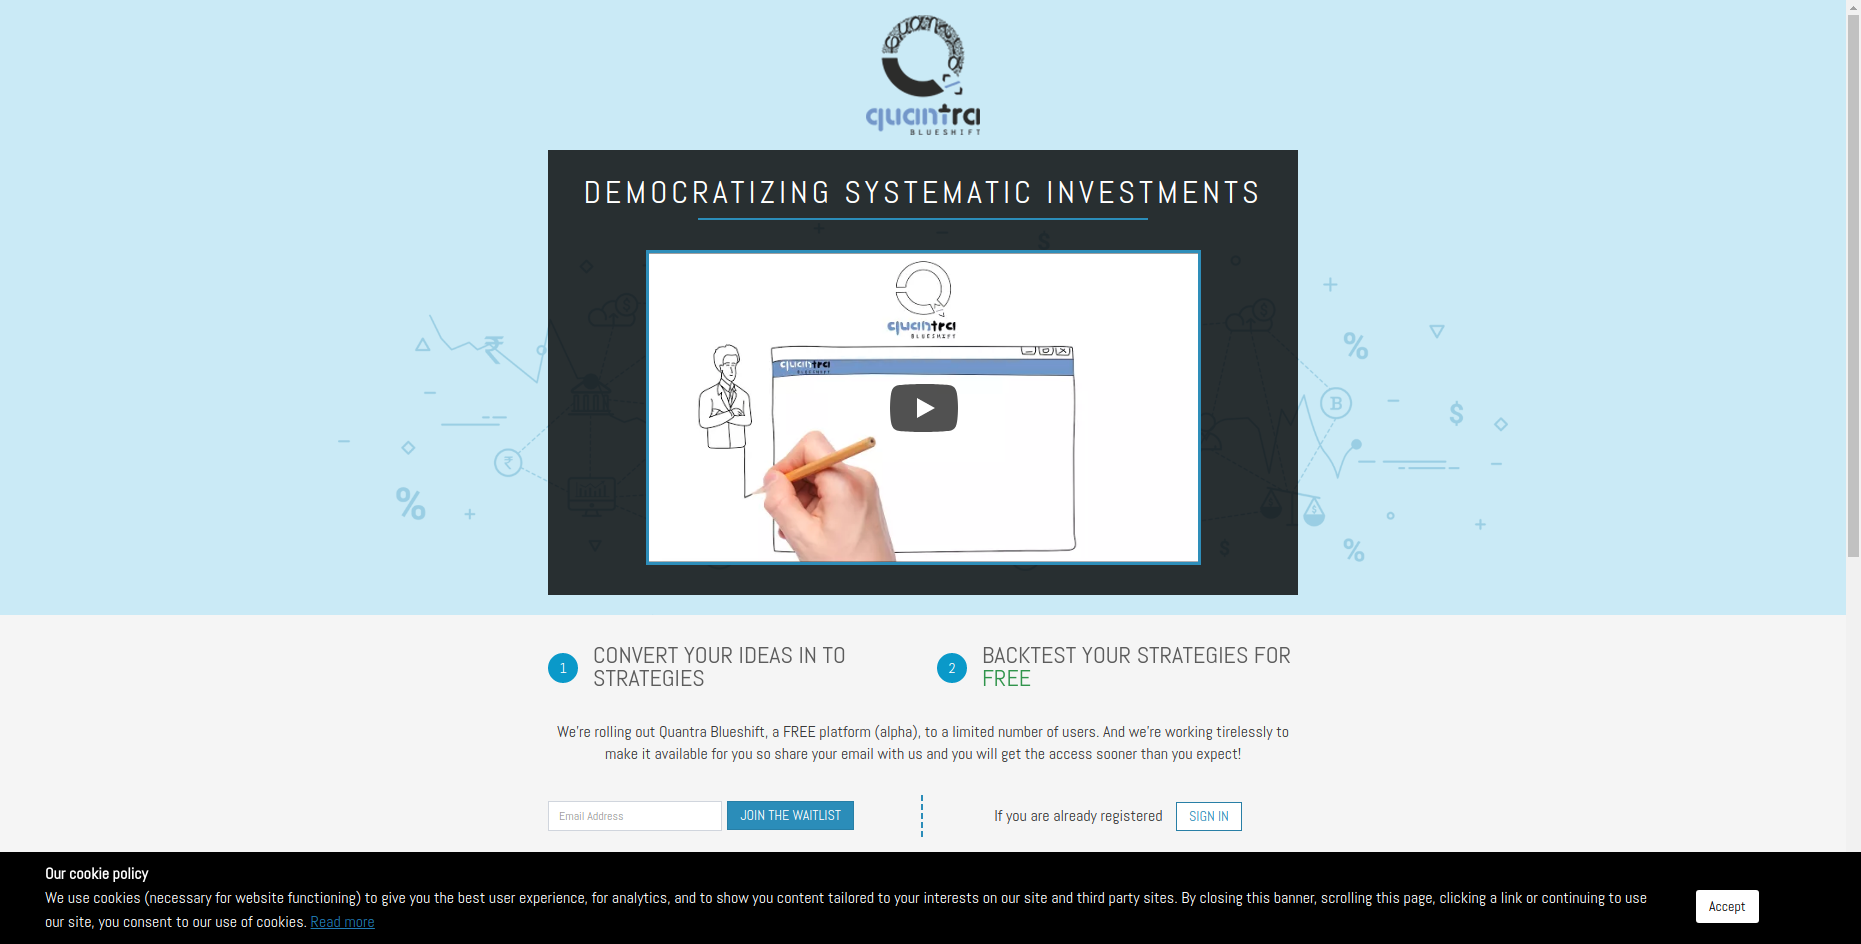 quantra
BLUESHIFT
DEMOCRATIZING SYSTEMATIC INVESTMENTS
quantra
BLUESHIFT
quantra
BLUESHIFT
1
CONVERT YOUR IDEAS IN TO
STRATEGIES
2
BACKTEST YOUR STRATEGIES FOR
FREE
We're rolling out Quantra Blueshift, a FREE platform (alpha), to a limited number of users. And we're working tirelessly to
make it available for you so share your email with us and you will get the access sooner than you expect!
Email Address
JOIN THE WAITLIST
If you are already registered
SIGN IN
Our cookie policy
We use cookies (necessary for website functioning) to give you the best user experience, for analytics, and to show you content tailored to your interests on our site and third party sites. By closing this banner, scrolling this page, clicking a link or continuing to use
our site, you consent to our use of cookies. Read more
Accept